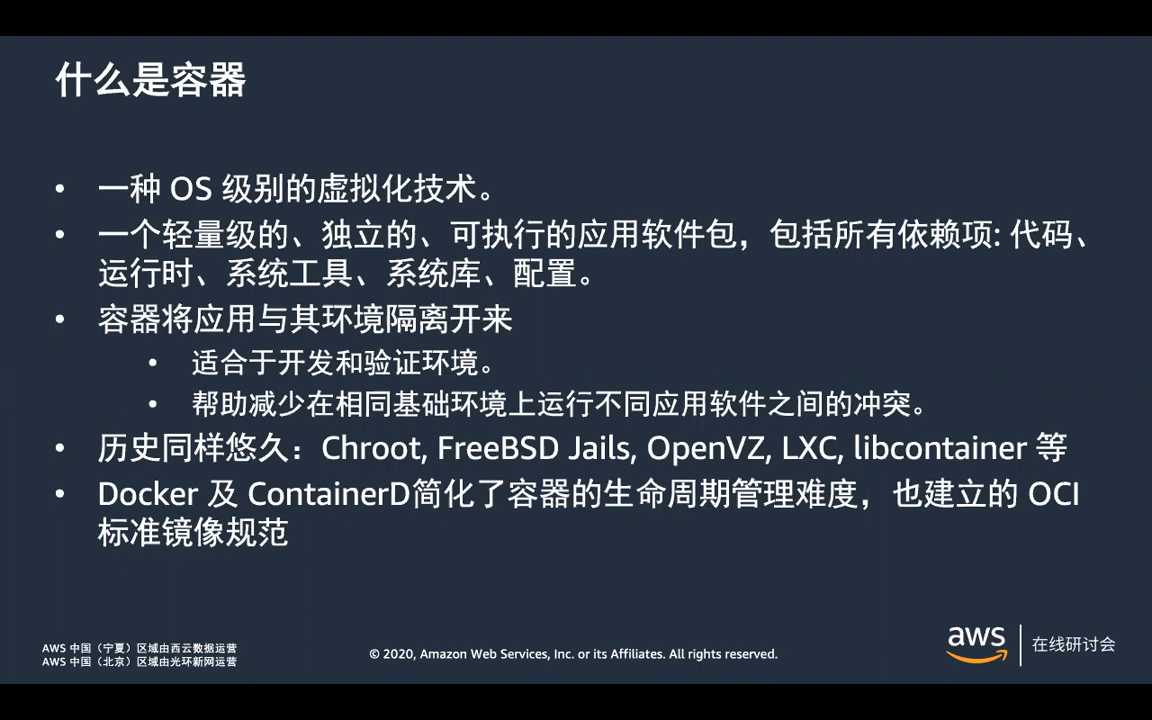 什么是容器
• 一种 OS 级别的虚拟化技术。
• 一个轻量级的、独立的、可执行的应用软件包，包括所有依赖项: 代码、
运行时、系统工具、系统库、配置。
• 容器将应用与其环境隔离开来
• 适合于开发和验证环境。
• 帮助减少在相同基础环境上运行不同应用软件之间的冲突。
• 历史同样悠久：Chroot, FreeBSD Jails, OpenVZ, LXC, libcontainer 等
• Docker 及 ContainerD简化了容器的生命周期管理难度，也建立的 OCI
标准镜像规范
AWS 中国（宁夏）区域由西云数据运营
AWS 中国（北京）区域由光环新网运营
© 2020, Amazon Web Services, Inc. or its Affiliates. All rights reserved.
aws 在线研讨会